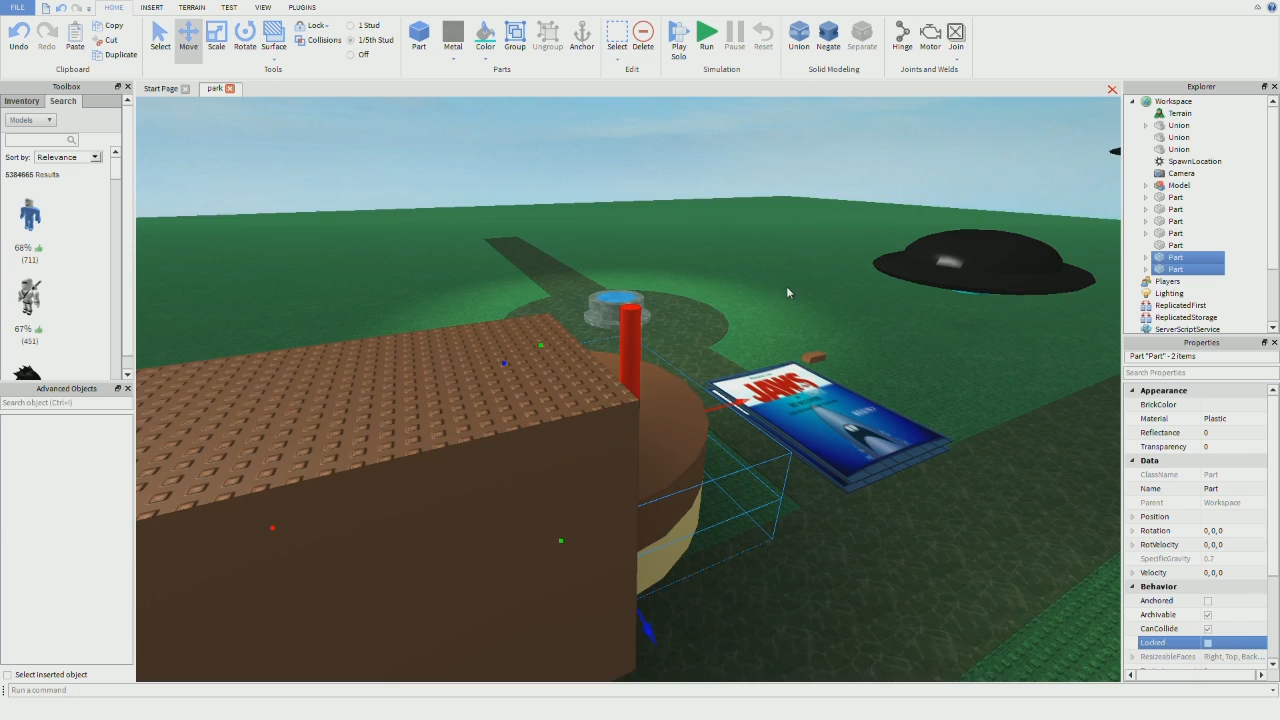 FILE HOME INSERT TERRAIN TEST VIEW PLUGINS
Undo Redo Paste Copy Cut Duplicate Select Move Scale Rotate Surface Lock Collisions 1 Stud 1/5th Stud Off Part Metal Color Group Ungroup Anchor Select Delete Play Solo Run Pause Reset Union Negate Separate Hinge Motor Join
Clipboard Tools Parts Edit Simulation Solid Modeling Joints and Welds
Toolbox
Inventory Search
Models
Sort by: Relevance
5384665 Results
68%
(711)
67%
(451)
Advanced Objects
Search object (Ctrl+I)
Select inserted object
Run a command
Start Page park
JAWS
Explorer
Workspace
Terrain
Union
Union
Union
SpawnLocation
Camera
Model
Part
Part
Part
Part
Part
Part
Part
Players
Lighting
ReplicatedFirst
ReplicatedStorage
ServerScriptService
Properties
Part "Part" - 2 items
Search Properties
Appearance
BrickColor
Material Plastic
Reflectance 0
Transparency 0
Data
ClassName Part
Name Part
Parent Workspace
Position
Rotation 0, 0, 0
RotVelocity 0, 0, 0
SpecificGravity 0.7
Velocity 0, 0, 0
Behavior
Anchored
Archivable
CanCollide
Locked
ResizeableFaces Right, Top, Back...